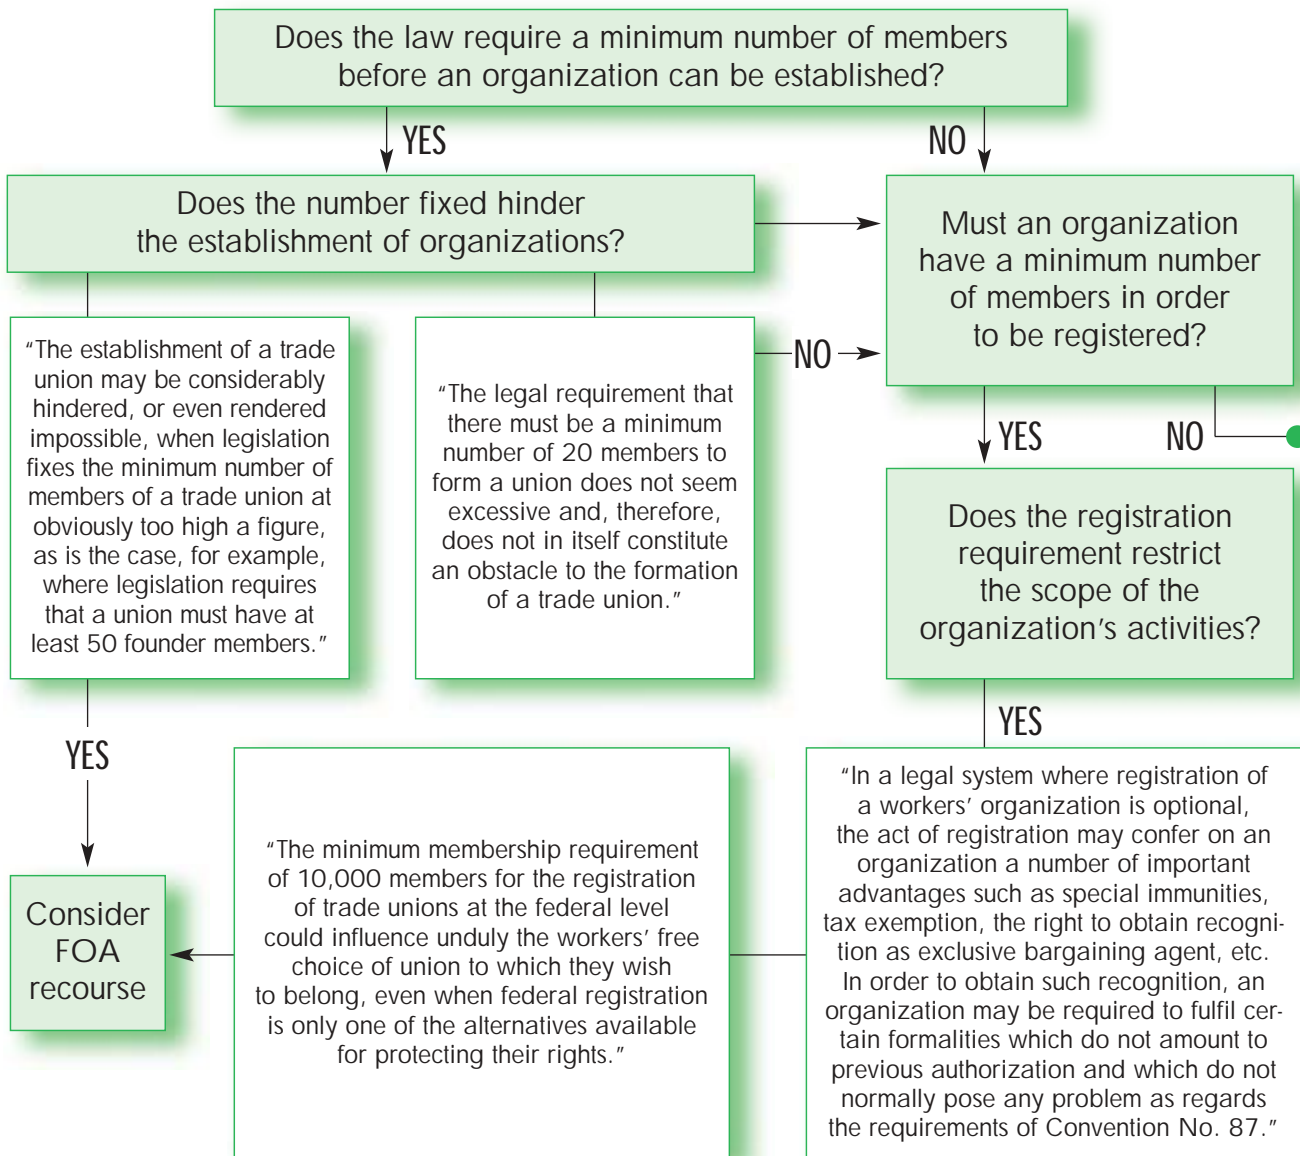 Does the law require a minimum number of members
before an organization can be established?
YES
NO
Does the number fixed hinder
the establishment of organizations?
Must an organization
have a minimum number
of members in order
to be registered?
"The establishment of a trade
union may be considerably
hindered, or even rendered
impossible, when legislation
fixes the minimum number of
members of a trade union at
obviously too high a figure,
as is the case, for example,
where legislation requires
that a union must have at
least 50 founder members."
"The legal requirement that
there must be a minimum
number of 20 members to
form a union does not seem
excessive and, therefore,
does not in itself constitute
an obstacle to the formation
of a trade union."
NO
YES
NO
Does the registration
requirement restrict
the scope of the
organization's activities?
YES
YES
Consider
FOA
recourse
"The minimum membership requirement
of 10,000 members for the registration
of trade unions at the federal level
could influence unduly the workers' free
choice of union to which they wish
to belong, even when federal registration
is only one of the alternatives available
for protecting their rights."
"In a legal system where registration of
a workers' organization is optional,
the act of registration may confer on an
organization a number of important
advantages such as special immunities,
tax exemption, the right to obtain recogni-
tion as exclusive bargaining agent, etc.
In order to obtain such recognition, an
organization may be required to fulfil cer-
tain formalities which do not amount to
previous authorization and which do not
normally pose any problem as regards
the requirements of Convention No. 87."